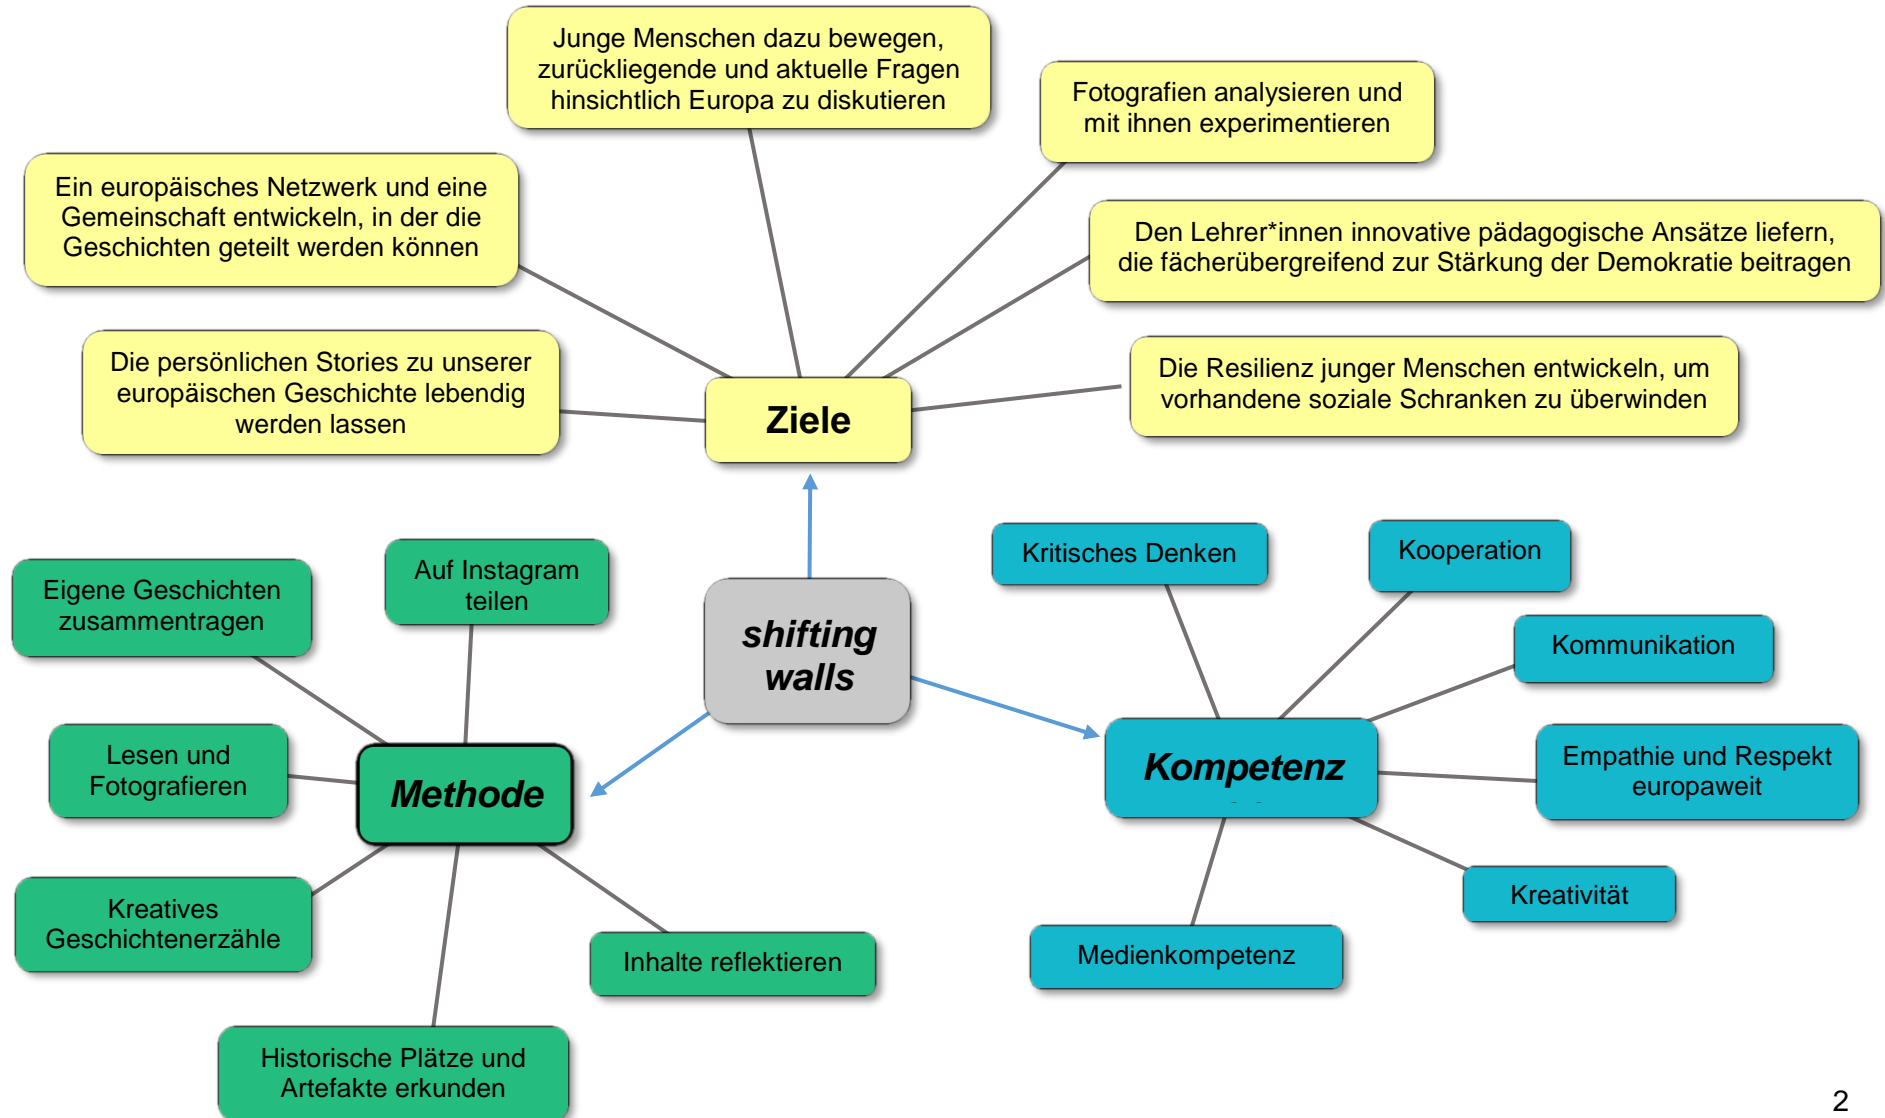 Junge Menschen dazu bewegen,
zurückliegende und aktuelle Fragen
hinsichtlich Europa zu diskutieren
Fotografien analysieren und
mit ihnen experimentieren
Ein europäisches Netzwerk und eine
Gemeinschaft entwickeln, in der die
Geschichten geteilt werden können
Den Lehrer*innen innovative pädagogische Ansätze liefern,
die fächerübergreifend zur Stärkung der Demokratie beitragen
Die persönlichen Stories zu unserer
europäischen Geschichte lebendig
werden lassen
Die Resilienz junger Menschen entwickeln, um
vorhandene soziale Schranken zu überwinden
Ziele
shifting
walls
Auf Instagram
teilen
Eigene Geschichten
zusammentragen
Lesen und
Fotografieren
Methode
Kreatives
Geschichtenerzähle
Inhalte reflektieren
Historische Plätze und
Artefakte erkunden
Kritisches Denken
Kooperation
Kommunikation
Kompetenz
Empathie und Respekt
europaweit
Kreativität
Medienkompetenz
2